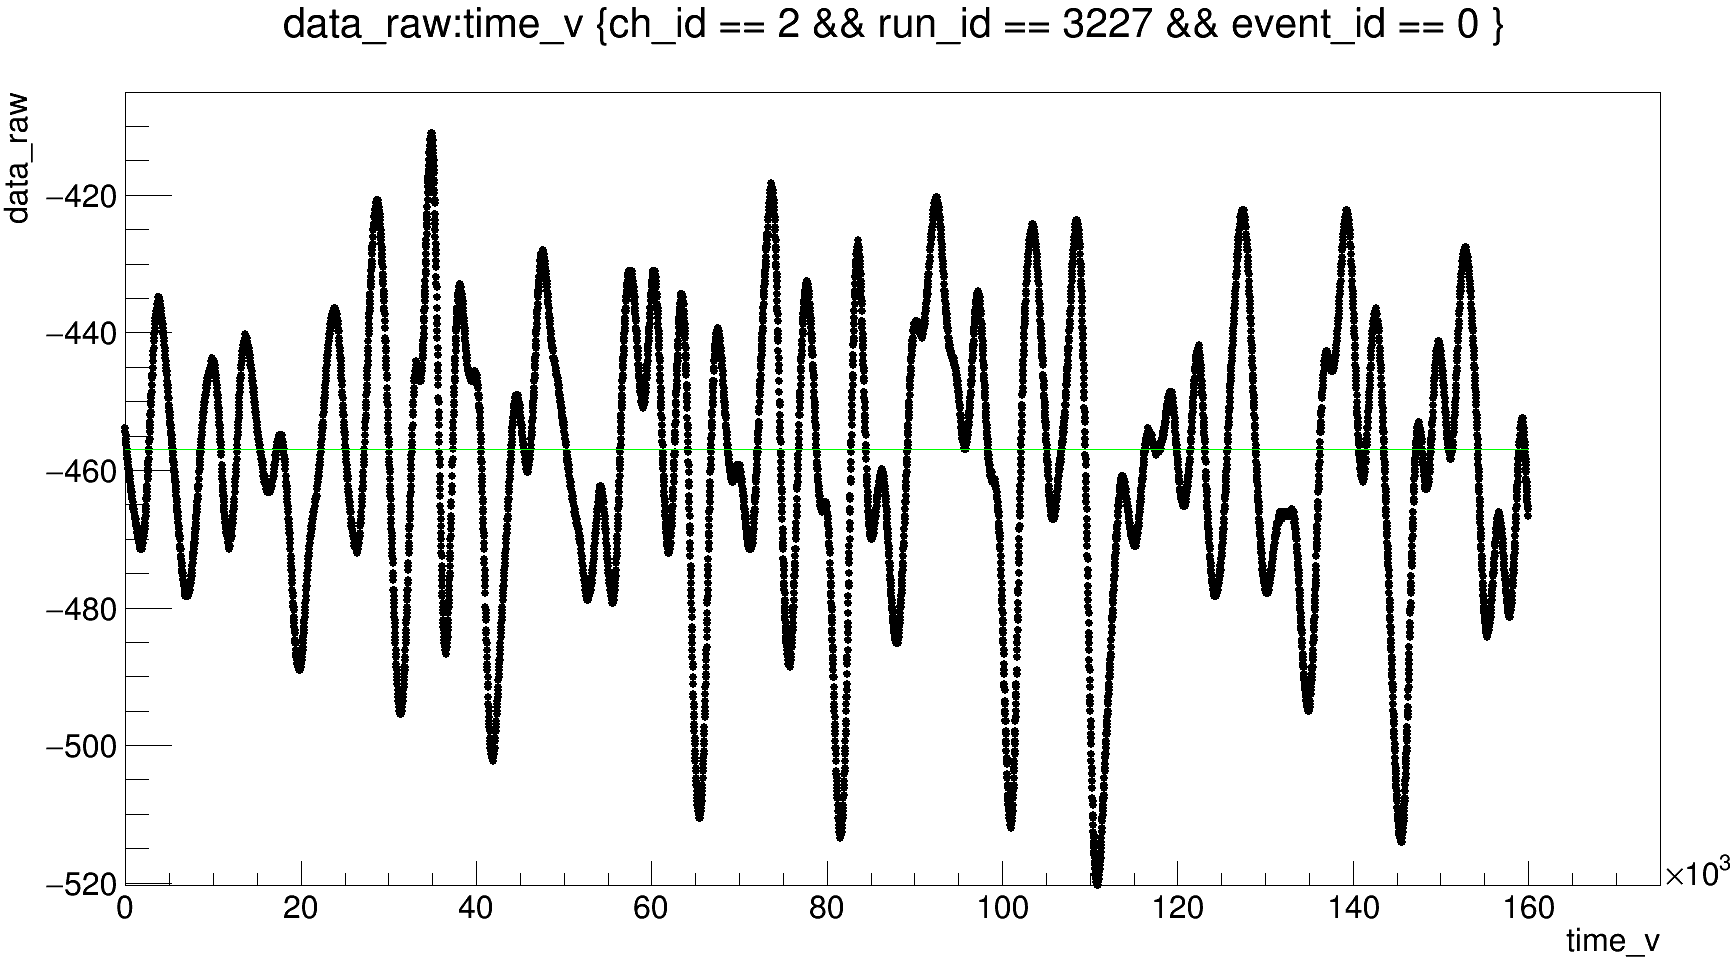 data_raw:time_v {ch_id == 2 && run_id == 3227 && event_id == 0 }
data_raw
−420
−440
−460
−480
−500
−520
0 20 40 60 80 100 120 140 160
×10³
time_v